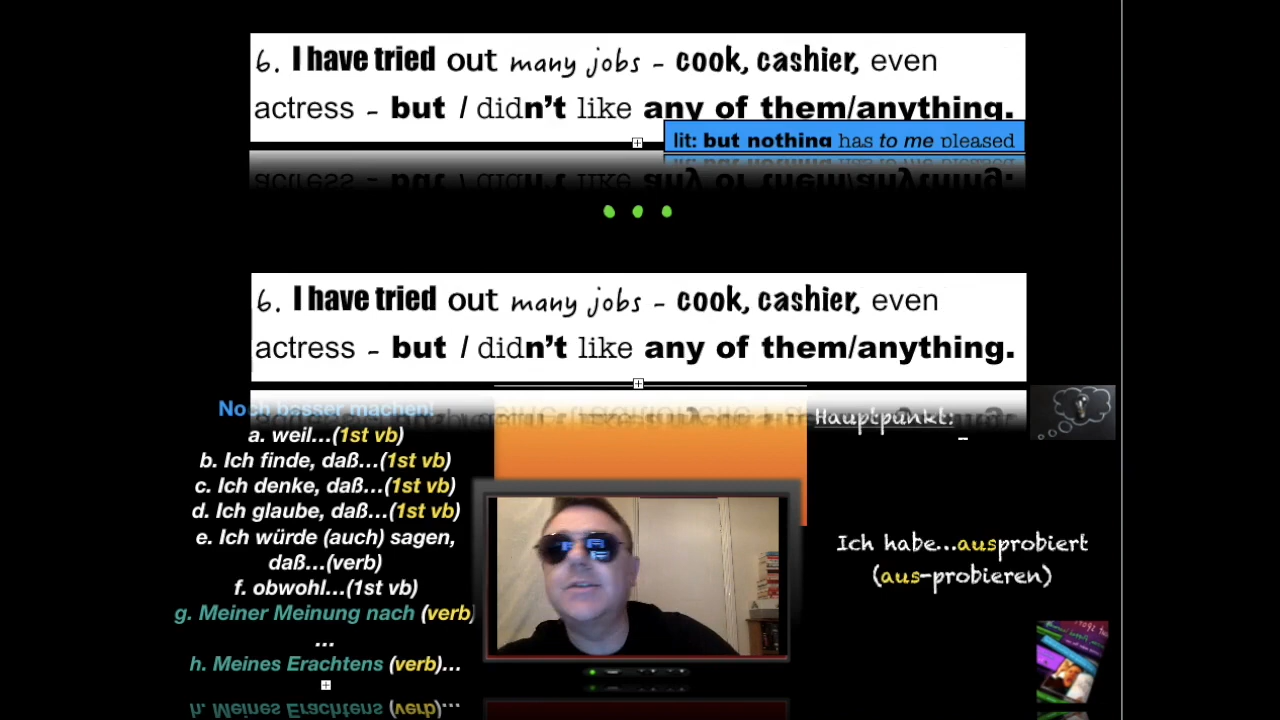 6. I have tried out many jobs – cook, cashier, even
actress – but I didn't like any of them/anything.
lit: but nothing has to me pleased
6. I have tried out many jobs – cook, cashier, even
actress – but I didn't like any of them/anything.
Noch besser machen!
a. weil...(1st vb)
b. Ich finde, daß...(1st vb)
c. Ich denke, daß...(1st vb)
d. Ich glaube, daß...(1st vb)
e. Ich würde (auch) sagen,
daß...(verb)
f. obwohl...(1st vb)
g. Meiner Meinung nach (verb)
...
h. Meines Erachtens (verb)...
Hauptpunkt:
Ich habe...ausprobiert
(aus-probieren)